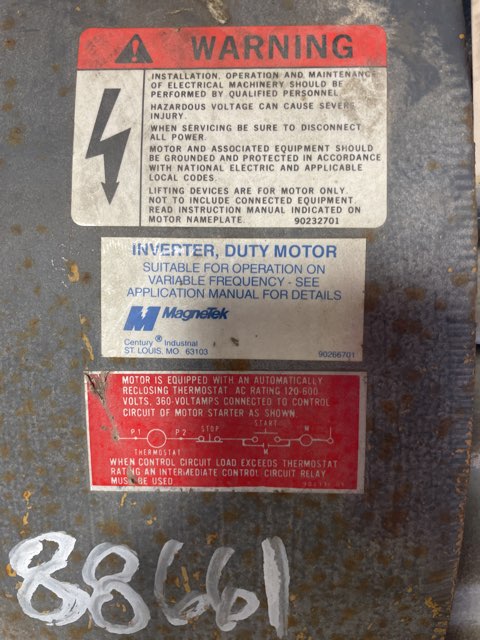 WARNING
INSTALLATION, OPERATION AND MAINTENANCE
OF ELECTRICAL MACHINERY SHOULD BE
PERFORMED BY QUALIFIED PERSONNEL.
HAZARDOUS VOLTAGE CAN CAUSE SEVERE
INJURY.
WHEN SERVICING BE SURE TO DISCONNECT
ALL POWER.
MOTOR AND ASSOCIATED EQUIPMENT SHOULD
BE GROUNDED AND PROTECTED IN ACCORDANCE
WITH NATIONAL ELECTRIC AND APPLICABLE
LOCAL CODES.
LIFTING DEVICES ARE FOR MOTOR ONLY.
NOT TO INCLUDE CONNECTED EQUIPMENT.
READ INSTRUCTION MANUAL INDICATED ON
MOTOR NAMEPLATE. 90232701
INVERTER, DUTY MOTOR
SUITABLE FOR OPERATION ON
VARIABLE FREQUENCY - SEE
APPLICATION MANUAL FOR DETAILS
MagneTek
Century® Industrial
ST. LOUIS, MO 63103 90266701
MOTOR IS EQUIPPED WITH AN AUTOMATICALLY
RECLOSING THERMOSTAT. AC RATING 120-600
VOLTS, 360-VOLTAMPS CONNECTED TO CONTROL
CIRCUIT OF MOTOR STARTER AS SHOWN.
START
P1 P2 STOP M
THERMOSTAT M
WHEN CONTROL CIRCUIT LOAD EXCEEDS THERMOSTAT
RATING AN INTERMEDIATE CONTROL CIRCUIT RELAY
MUST BE USED
88661